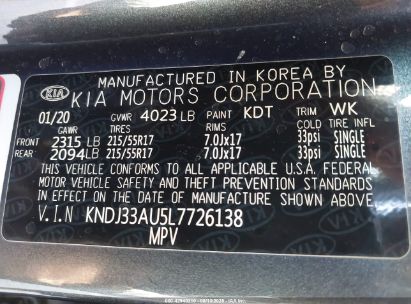 MANUFACTURED IN KOREA BY
KIA KIA MOTORS CORPORATION
01/20 GVWR 4023 LB PAINT KDT TRIM WK
GAWR TIRES RIMS COLD TIRE INFL
FRONT 2315 LB 215/55R17 7.0Jx17 33psi SINGLE
REAR 2094 LB 215/55R17 7.0Jx17 33psi SINGLE
THIS VEHICLE CONFORMS TO ALL APPLICABLE U.S.A. FEDERAL
MOTOR VEHICLE SAFETY AND THEFT PREVENTION STANDARDS
IN EFFECT ON THE DATE OF MANUFACTURE SHOWN ABOVE.
V.I.N KNDJ33AU5L7726138
MPV